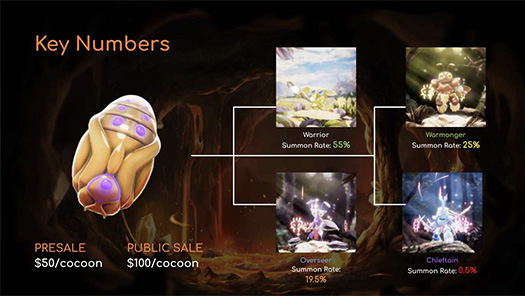 Key Numbers
Warrior
Summon Rate: 55%
Warmonger
Summon Rate: 25%
Overseer
Summon Rate:
19.5%
Chieftain
Summon Rate: 0.5%
PRESALE
$50/cocoon
PUBLIC SALE
$100/cocoon